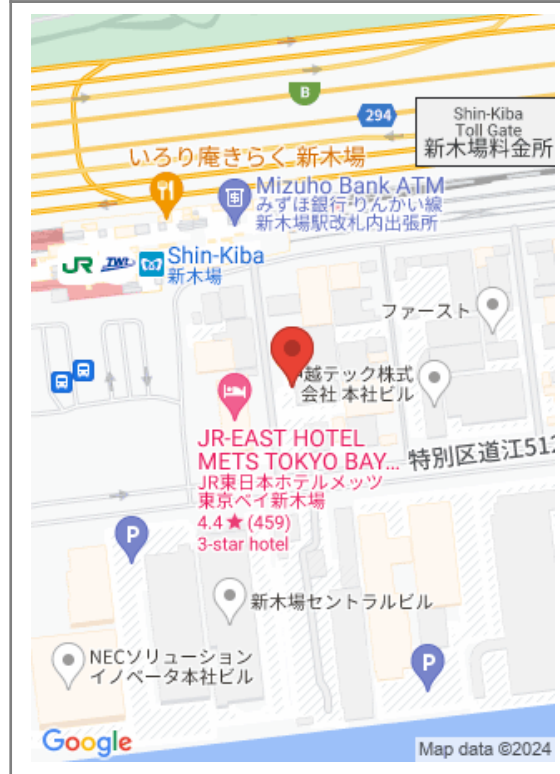 B
294
Shin-Kiba
Toll Gate
新木場料金所
いろり庵きらく 新木場
Mizuho Bank ATM
みずほ銀行 りんかい線
新木場駅改札内出張所
JR
TWR
Shin-Kiba
新木場
ファースト
越テック株式
会社 本社ビル
JR-EAST HOTEL
METS TOKYO BAY...
JR東日本ホテルメッツ
東京ベイ新木場
4.4★(459)
3-star hotel
特別区道江512
P
新木場セントラルビル
NECソリューション
イノベータ本社ビル
P
Google
Map data ©2024